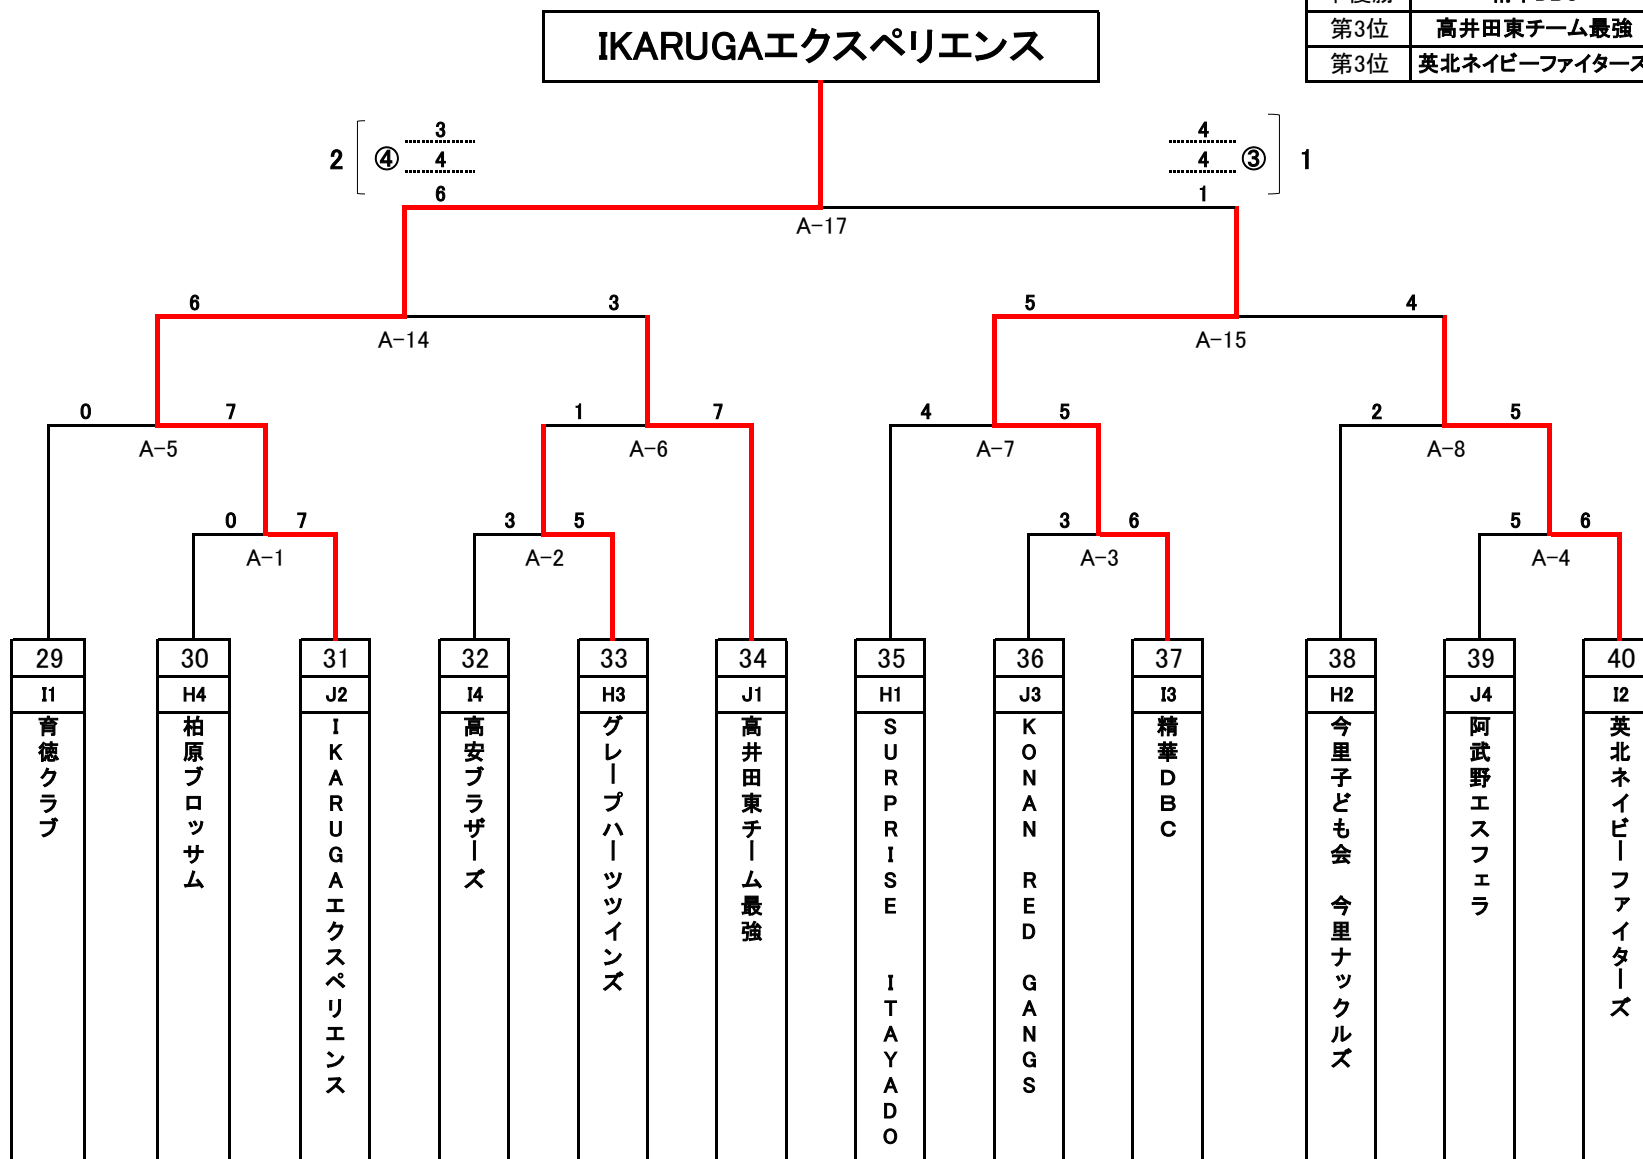 IKARUGAエクスペリエンス
第3位 高井田東チーム最強
第3位 英北ネイビーファイターズ
3 4
2 ④ 4 4 ③ 1
6 1
A-17
6 3 5 4
A-14 A-15
0 7 1 7 4 5 2 5
A-5 A-6 A-7 A-8
0 7 3 5 3 6 5 6
A-1 A-2 A-3 A-4
29 30 31 32 33 34 35 36 37 38 39 40
I1 H4 J2 I4 H3 J1 H1 J3 I3 H2 J4 I2
育徳クラブ
柏原ブロッサム
IKARUGAエクスペリエンス
高安ブラザーズ
グレープハーツツインズ
高井田東チーム最強
SURPRISE ITAYADO
KONAN RED GANGS
精華DBC
今里子ども会 今里ナックルズ
阿武野エスフェラ
英北ネイビーファイターズ